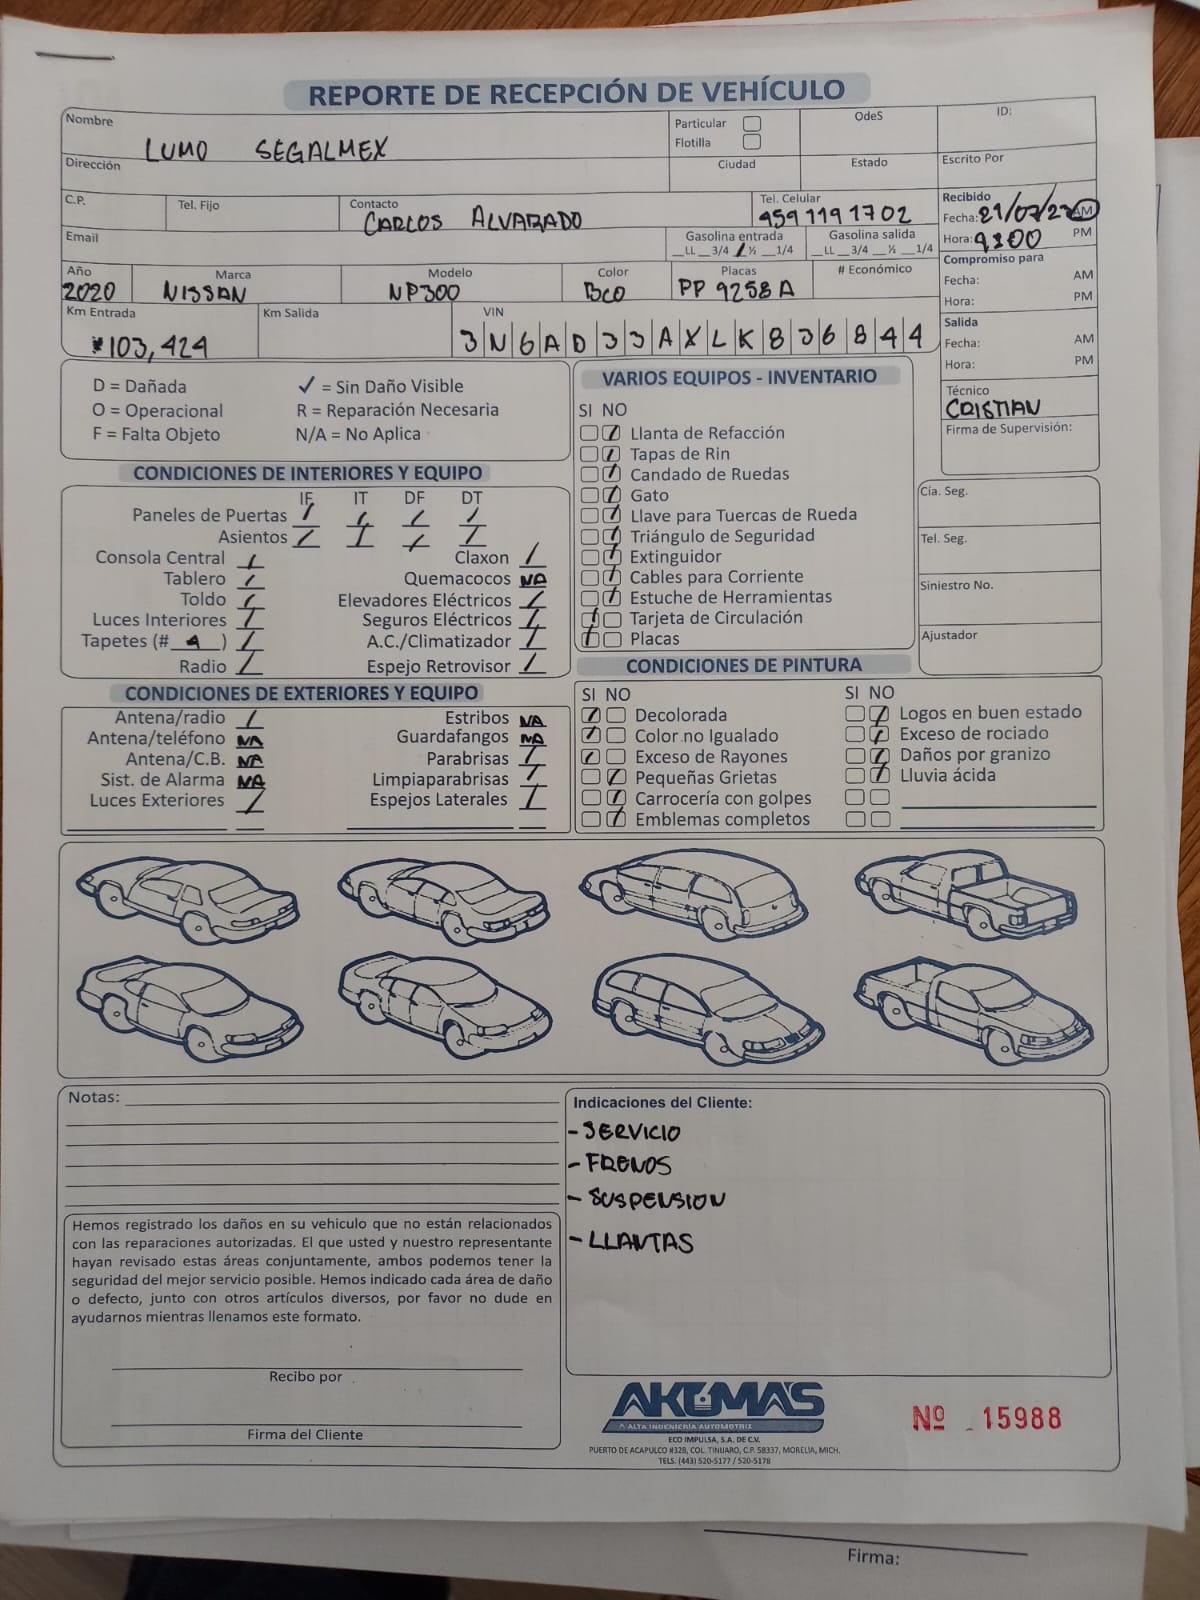 REPORTE DE RECEPCIÓN DE VEHÍCULO
Nombre LUMO SEGALMEX
Particular
Flotilla
OdeS
ID:
Dirección
Ciudad
Estado
Escrito Por
C.P.
Tel. Fijo
Contacto CARLOS ALVARADO
Tel. Celular 459 119 1702
Recibido
Fecha: 21/07/22 AM
Hora: 9:00 PM
Email
Gasolina entrada
__LL __3/4 __½ __1/4
Gasolina salida
__LL __3/4 __½ __1/4
Año 2020
Marca NISSAN
Modelo NP300
Color BCO
Placas PP 9258 A
# Económico
Compromiso para
Fecha: AM
Hora: PM
Km Entrada 103,424
Km Salida
VIN 3N6AD33AXLK836844
Salida
Fecha: AM
Hora: PM
Técnico
CRISTIAN
Firma de Supervisión:
D = Dañada
✓ = Sin Daño Visible
O = Operacional
R = Reparación Necesaria
F = Falta Objeto
N/A = No Aplica
CONDICIONES DE INTERIORES Y EQUIPO
IF IT DF DT
Paneles de Puertas / / / /
Asientos / / / /
Consola Central /
Claxon /
Tablero /
Quemacocos NA
Toldo /
Elevadores Eléctricos /
Luces Interiores /
Seguros Eléctricos /
Tapetes (# 4 ) /
A.C./Climatizador /
Radio /
Espejo Retrovisor /
VARIOS EQUIPOS - INVENTARIO
SI NO
Llanta de Refacción
Tapas de Rin
Candado de Ruedas
Gato
Llave para Tuercas de Rueda
Triángulo de Seguridad
Extinguidor
Cables para Corriente
Estuche de Herramientas
Tarjeta de Circulación
Placas
Cía. Seg.
Tel. Seg.
Siniestro No.
Ajustador
CONDICIONES DE EXTERIORES Y EQUIPO
Antena/radio /
Estribos NA
Antena/teléfono NA
Guardafangos NA
Antena/C.B. NA
Parabrisas /
Sist. de Alarma NA
Limpiaparabrisas /
Luces Exteriores /
Espejos Laterales /
CONDICIONES DE PINTURA
SI NO
Decolorada
Color no Igualado
Exceso de Rayones
Pequeñas Grietas
Carrocería con golpes
Emblemas completos
SI NO
Logos en buen estado
Exceso de rociado
Daños por granizo
Lluvia ácida
Notas:
Indicaciones del Cliente:
- SERVICIO
- FRENOS
- SUSPENSION
- LLANTAS
Hemos registrado los daños en su vehiculo que no están relacionados
con las reparaciones autorizadas. El que usted y nuestro representante
hayan revisado estas áreas conjuntamente, ambos podemos tener la
seguridad del mejor servicio posible. Hemos indicado cada área de daño
o defecto, junto con otros artículos diversos, por favor no dude en
ayudarnos mientras llenamos este formato.
Recibo por
Firma del Cliente
AKUMA'S
ALTA INGENIERÍA AUTOMOTRIZ
ECO IMPULSA, S.A. DE C.V.
PUERTO DE ACAPULCO #328, COL. TINIJARO, C.P. 58337, MORELIA, MICH.
TELS. (443) 520-5177 / 520-5178
Nº 15988
Firma: